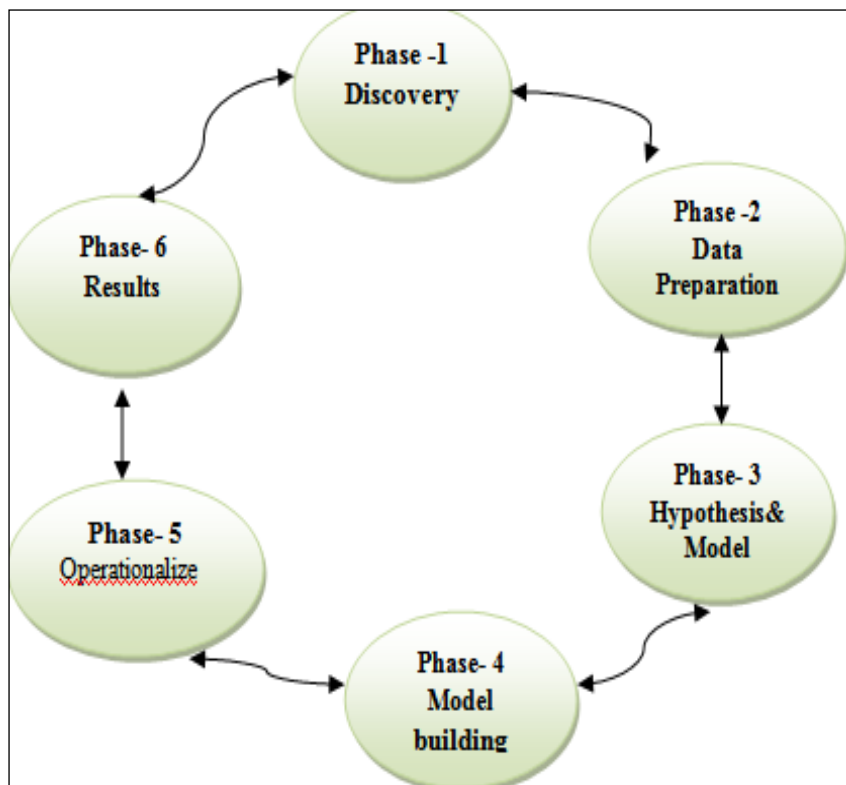 Phase -1
Discovery
Phase -2
Data
Preparation
Phase- 3
Hypothesis&
Model
Phase- 4
Model
building
Phase- 5
Operationalize
Phase- 6
Results